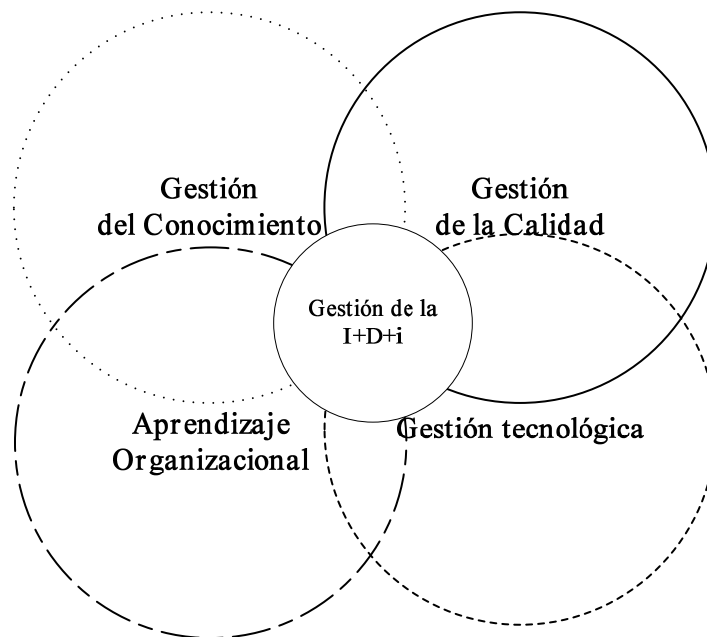 Gestión
del Conocimiento
Gestión
de la Calidad
Gestión de la
I+D+i
Aprendizaje
Organizacional
Gestión tecnológica